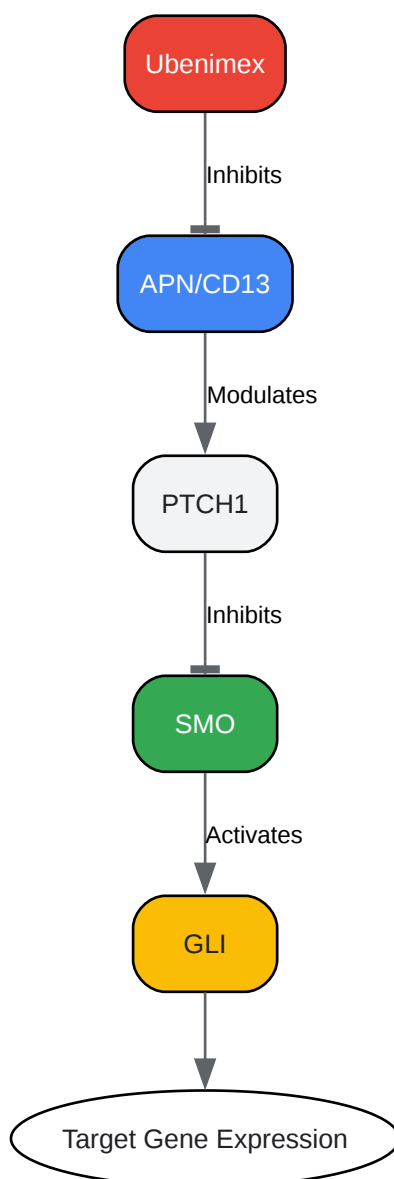 Ubenimex
Inhibits
APN/CD13
Modulates
PTCH1
Inhibits
SMO
Activates
GLI
Target Gene Expression